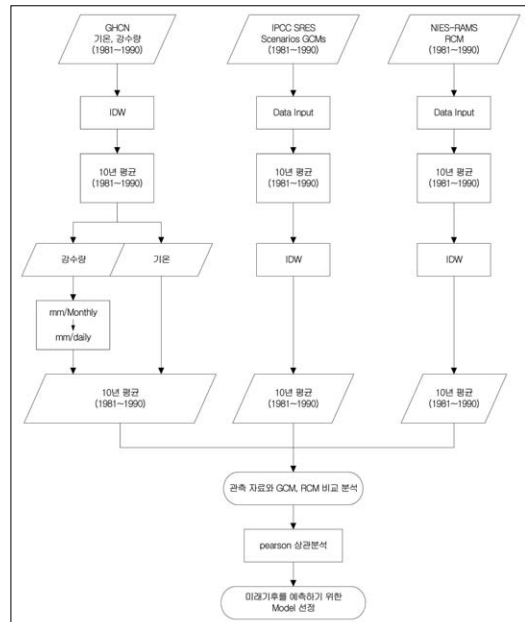 GHCN
기온, 강수량
(1981~1990)
IPCC SRES
Scenarios GCMs
(1981~1990)
NIES-RAMS
RCM
(1981~1990)
IDW
Data Input
Data Input
10년 평균
(1981~1990)
10년 평균
(1981~1990)
10년 평균
(1981~1990)
강수량
기온
IDW
IDW
mm/Monthly
mm/daily
10년 평균
(1981~1990)
10년 평균
(1981~1990)
10년 평균
(1981~1990)
관측 자료와 GCM, RCM 비교 분석
pearson 상관분석
미래기후를 예측하기 위한
Model 선정